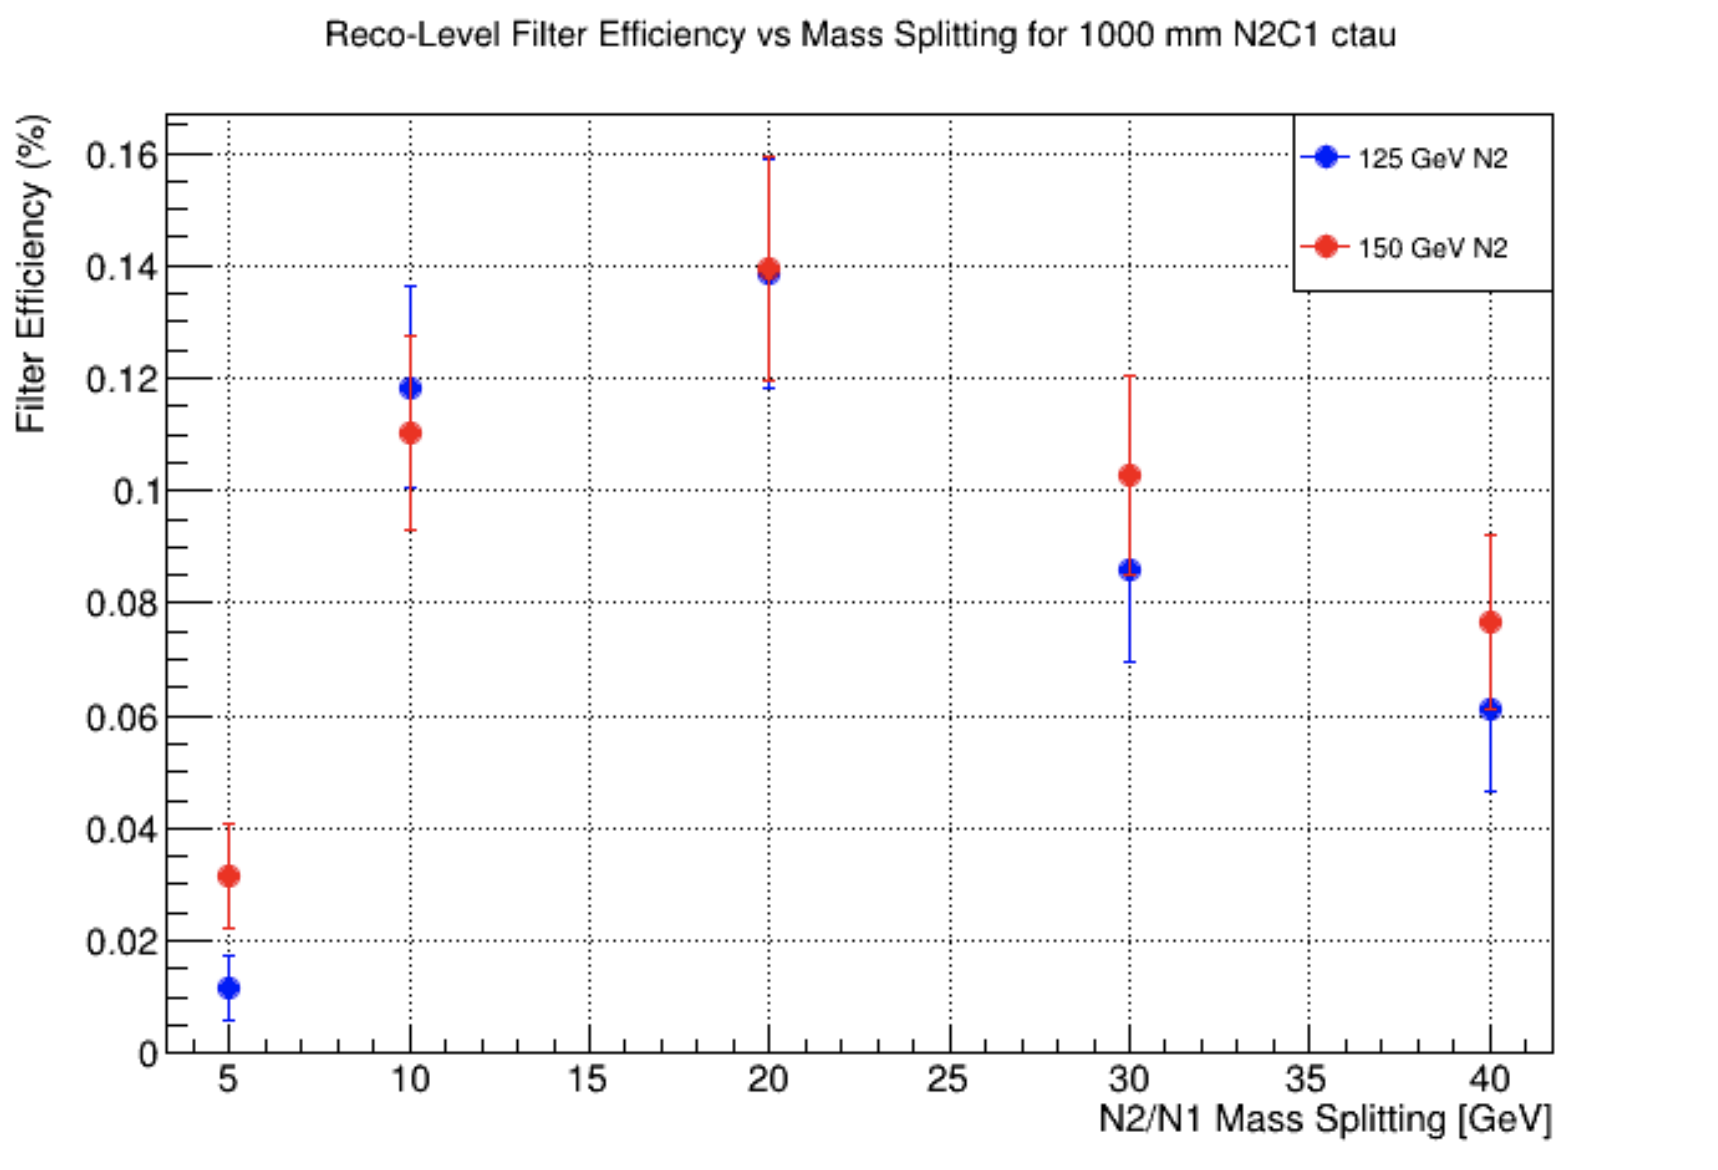 Reco-Level Filter Efficiency vs Mass Splitting for 1000 mm N2C1 ctau
Filter Efficiency (%)
0.16
0.14
0.12
0.1
0.08
0.06
0.04
0.02
0
125 GeV N2
150 GeV N2
5 10 15 20 25 30 35 40
N2/N1 Mass Splitting [GeV]